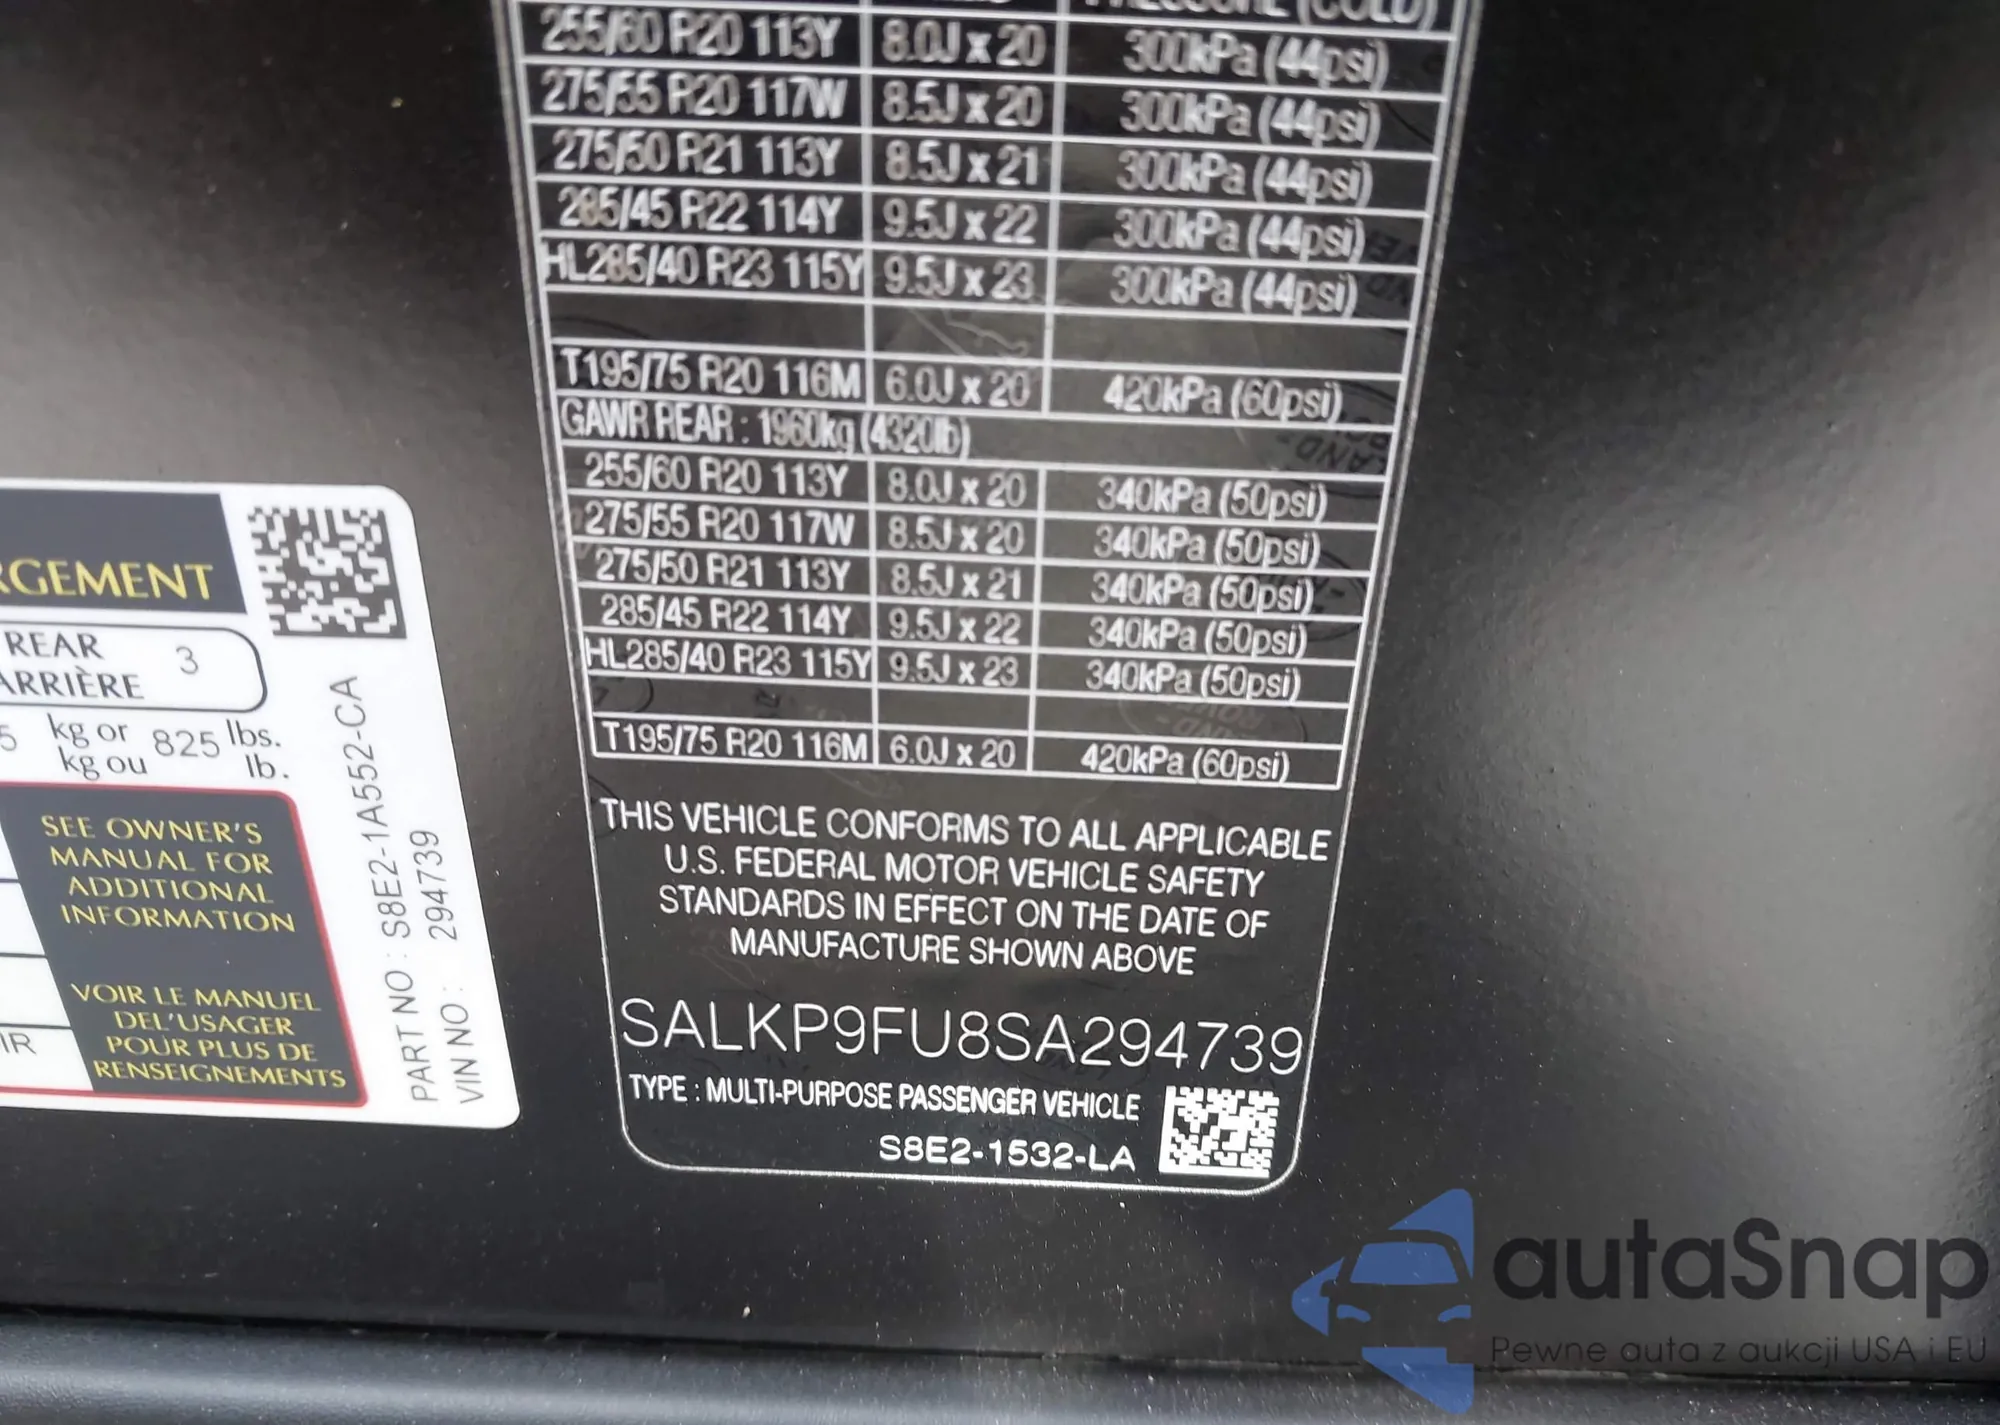 PRESSURE (COLD)
255/60 R20 113Y 8.0J x 20 300kPa (44psi)
275/55 R20 117W 8.5J x 20 300kPa (44psi)
275/50 R21 113Y 8.5J x 21 300kPa (44psi)
285/45 R22 114Y 9.5J x 22 300kPa (44psi)
HL285/40 R23 115Y 9.5J x 23 300kPa (44psi)
T195/75 R20 116M 6.0J x 20 420kPa (60psi)
GAWR REAR : 1960kg (4320lb)
255/60 R20 113Y 8.0J x 20 340kPa (50psi)
275/55 R20 117W 8.5J x 20 340kPa (50psi)
275/50 R21 113Y 8.5J x 21 340kPa (50psi)
285/45 R22 114Y 9.5J x 22 340kPa (50psi)
HL285/40 R23 115Y 9.5J x 23 340kPa (50psi)
T195/75 R20 116M 6.0J x 20 420kPa (60psi)
THIS VEHICLE CONFORMS TO ALL APPLICABLE
U.S. FEDERAL MOTOR VEHICLE SAFETY
STANDARDS IN EFFECT ON THE DATE OF
MANUFACTURE SHOWN ABOVE
SALKP9FU8SA294739
TYPE : MULTI-PURPOSE PASSENGER VEHICLE
S8E2-1532-LA
RGEMENT
REAR 3
ARRIÈRE
5 kg or 825 lbs.
kg ou lb.
SEE OWNER'S
MANUAL FOR
ADDITIONAL
INFORMATION
VOIR LE MANUEL
DEL'USAGER
POUR PLUS DE
RENSEIGNEMENTS
IR
PART NO : S8E2-1A552-CA
VIN NO : 294739
autaSnap
Pewne auta z aukcji USA i EU